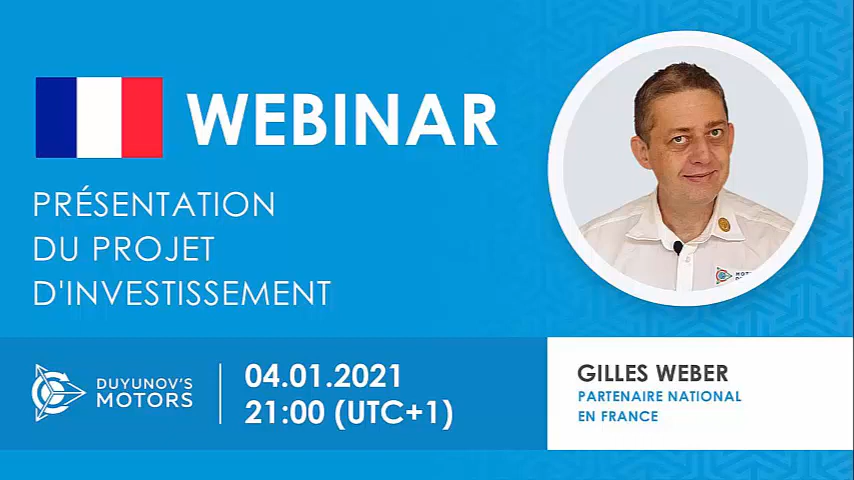 WEBINAR
PRÉSENTATION
DU PROJET
D'INVESTISSEMENT
DUYUNOV'S
MOTORS
04.01.2021
21:00 (UTC+1)
GILLES WEBER
PARTENAIRE NATIONAL
EN FRANCE